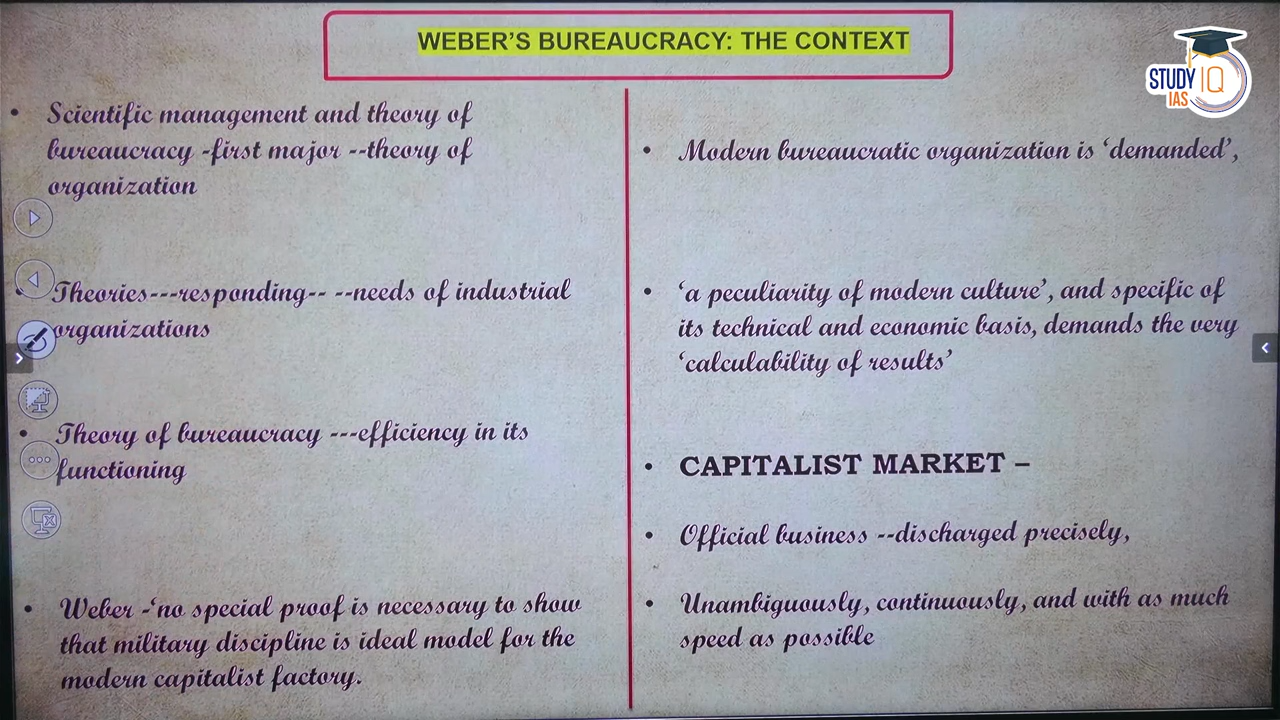 WEBER'S BUREAUCRACY: THE CONTEXT
STUDY IQ
IAS
• Scientific management and theory of
bureaucracy -first major --theory of
organization
• Theories---responding-- --needs of industrial
organizations
• Theory of bureaucracy ---efficiency in its
functioning
• Weber -‘no special proof is necessary to show
that military discipline is ideal model for the
modern capitalist factory.
• Modern bureaucratic organization is ‘demanded’,
• ‘a peculiarity of modern culture’, and specific of
its technical and economic basis, demands the very
‘calculability of results’
• CAPITALIST MARKET –
• Official business --discharged precisely,
• Unambiguously, continuously, and with as much
speed as possible